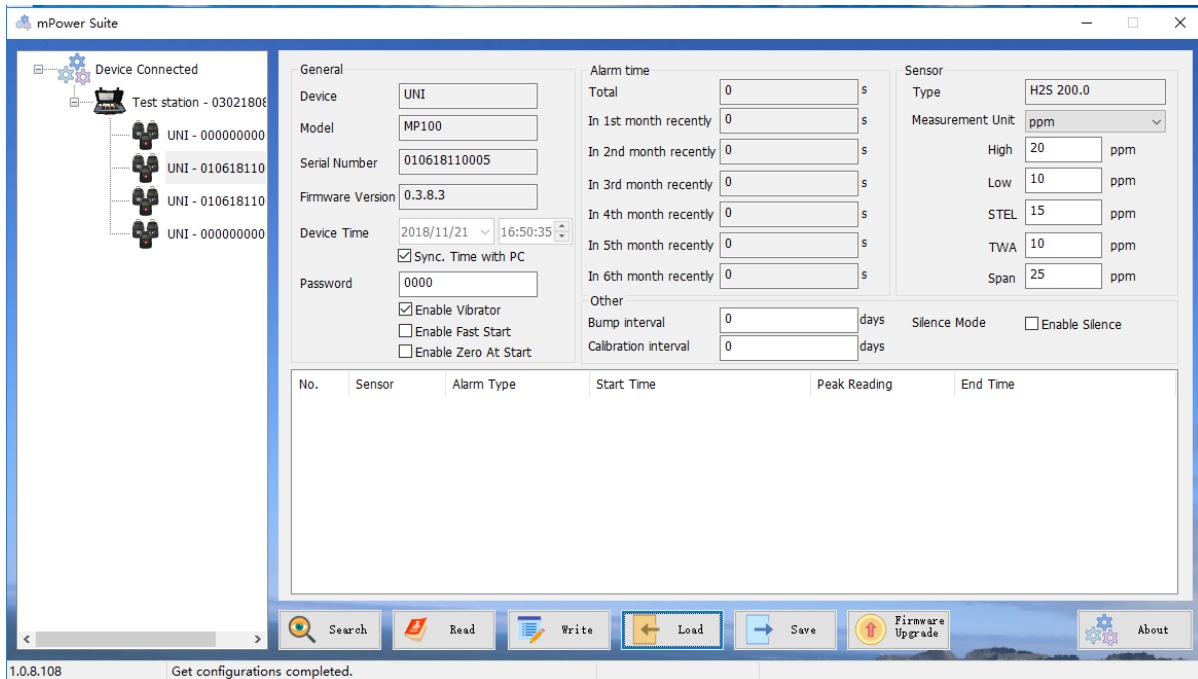 mPower Suite
Device Connected
Test station - 03021808
UNI - 000000000
UNI - 010618110
UNI - 010618110
UNI - 000000000
General
Device UNI
Model MP100
Serial Number 010618110005
Firmware Version 0.3.8.3
Device Time 2018/11/21 16:50:35
Sync. Time with PC
Password 0000
Enable Vibrator
Enable Fast Start
Enable Zero At Start
Alarm time
Total 0 s
In 1st month recently 0 s
In 2nd month recently 0 s
In 3rd month recently 0 s
In 4th month recently 0 s
In 5th month recently 0 s
In 6th month recently 0 s
Sensor
Type H2S 200.0
Measurement Unit ppm
High 20 ppm
Low 10 ppm
STEL 15 ppm
TWA 10 ppm
Span 25 ppm
Other
Bump interval 0 days
Calibration interval 0 days
Silence Mode Enable Silence
No. Sensor Alarm Type Start Time Peak Reading End Time
Search Read Write Load Save Firmware Upgrade About
1.0.8.108 Get configurations completed.